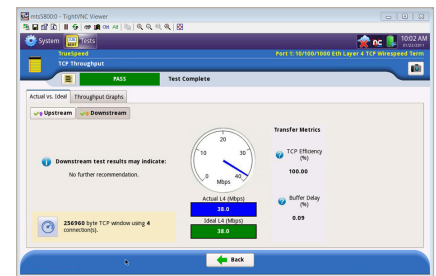 mts5800:0 - TightVNC Viewer
System
Tests
10:02 AM
TrueSpeed
Port 1: 10/100/1000 Eth Layer 4 TCP Wirespeed Term
TCP Throughput
PASS
Test Complete
Actual vs. Ideal
Throughput Graphs
Upstream
Downstream
Downstream test results may indicate:
No further recommendation.
256960 byte TCP window using 4
connection(s).
0
10
20
30
40
Mbps
Actual L4 (Mbps)
38.0
Ideal L4 (Mbps)
38.0
Transfer Metrics
TCP Efficiency
(%)
100.00
Buffer Delay
(%)
0.09
Back